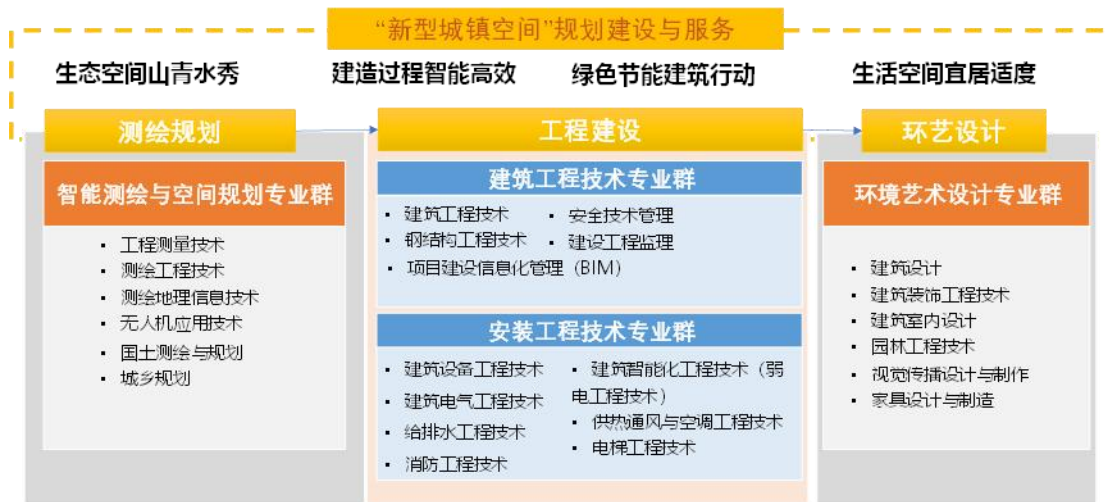 “新型城镇空间”规划建设与服务
生态空间山青水秀
建造过程智能高效
绿色节能建筑行动
生活空间宜居适度
测绘规划
工程建设
环艺设计
智能测绘与空间规划专业群
▪ 工程测量技术
▪ 测绘工程技术
▪ 测绘地理信息技术
▪ 无人机应用技术
▪ 国土测绘与规划
▪ 城乡规划
建筑工程技术专业群
▪ 建筑工程技术
▪ 安全技术管理
▪ 钢结构工程技术
▪ 建设工程监理
▪ 项目建设信息化管理（BIM）
安装工程技术专业群
▪ 建筑设备工程技术
▪ 建筑电气工程技术
▪ 给排水工程技术
▪ 消防工程技术
▪ 建筑智能化工程技术（弱
电工程技术）
▪ 供热通风与空调工程技术
▪ 电梯工程技术
环境艺术设计专业群
▪ 建筑设计
▪ 建筑装饰工程技术
▪ 建筑室内设计
▪ 园林工程技术
▪ 视觉传播设计与制作
▪ 家具设计与制造